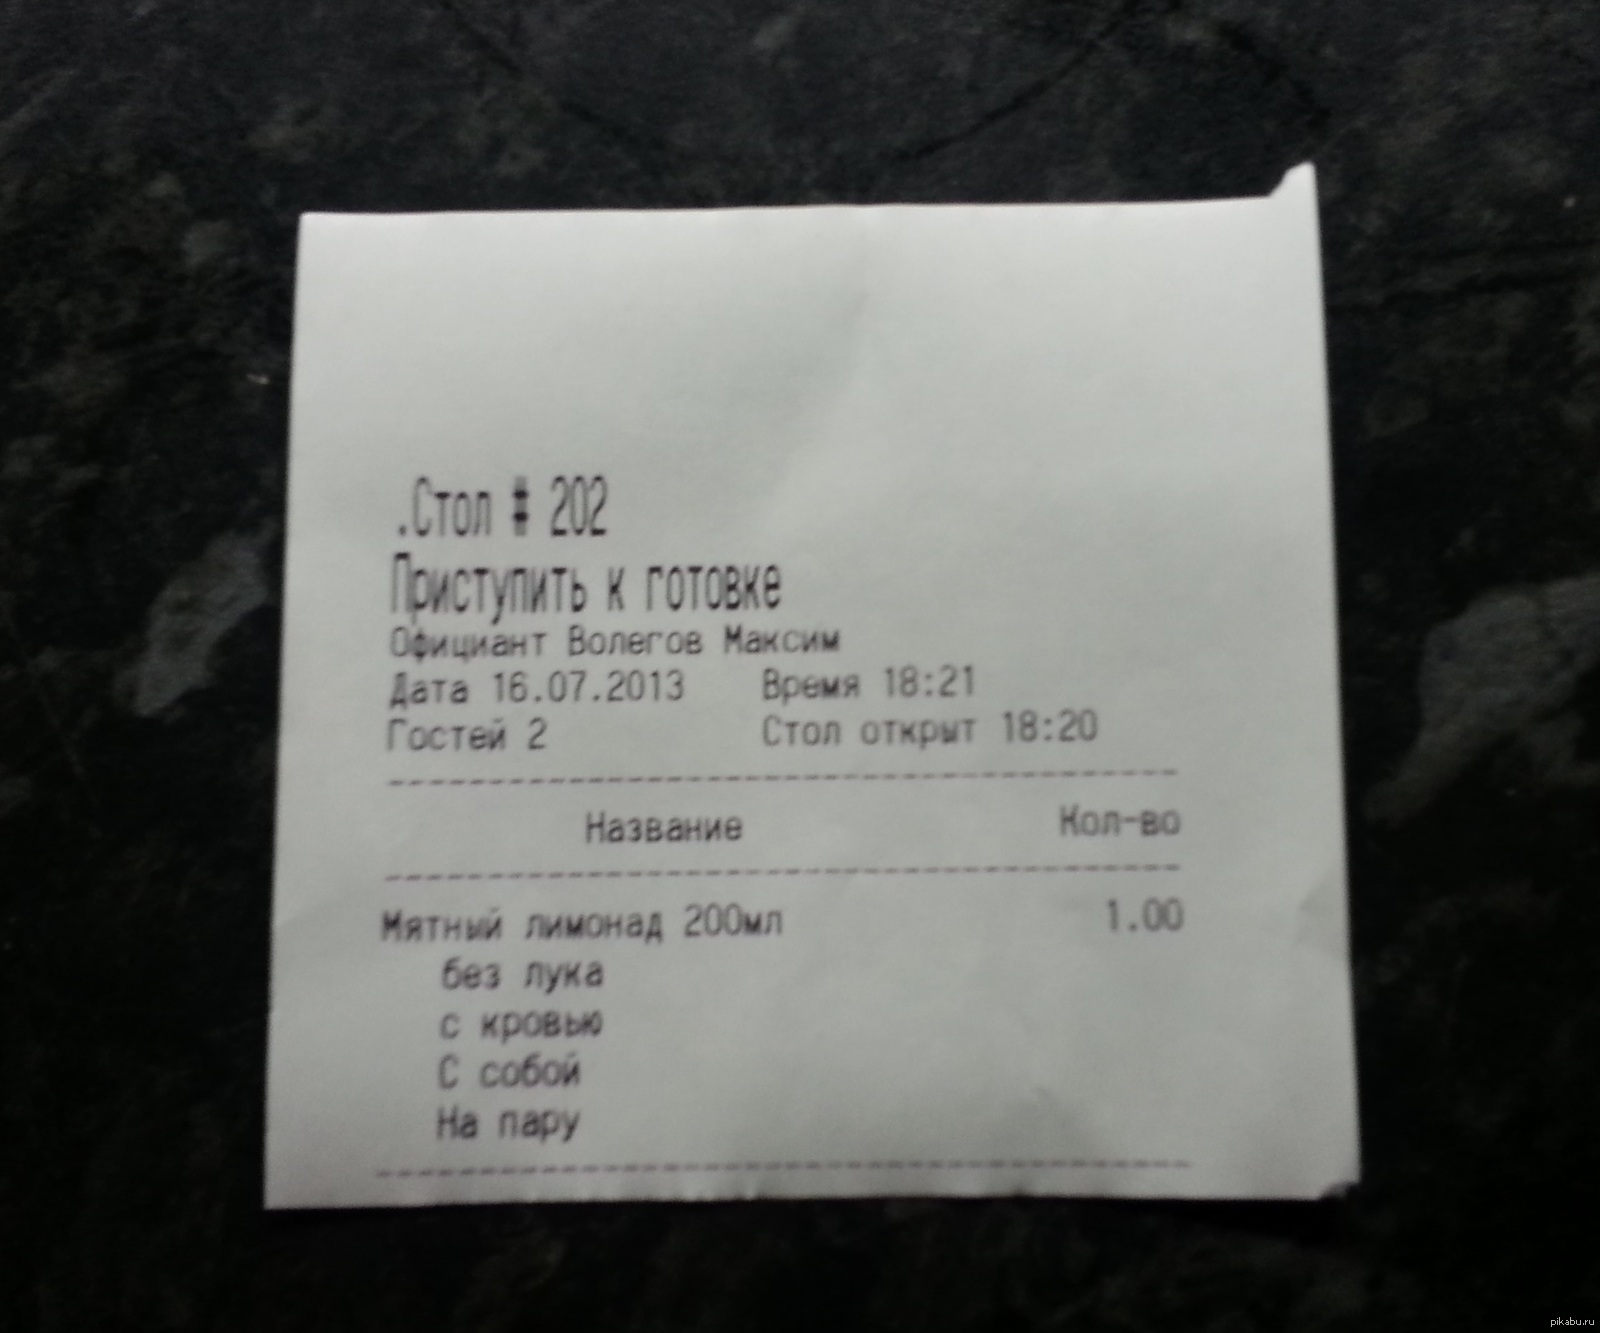 .Стол # 202
Приступить к готовке
Официант Волегов Максим
Дата 16.07.2013 Время 18:21
Гостей 2 Стол открыт 18:20
Название Кол-во
Мятный лимонад 200мл 1.00
без лука
с кровью
С собой
На пару
pikabu.ru